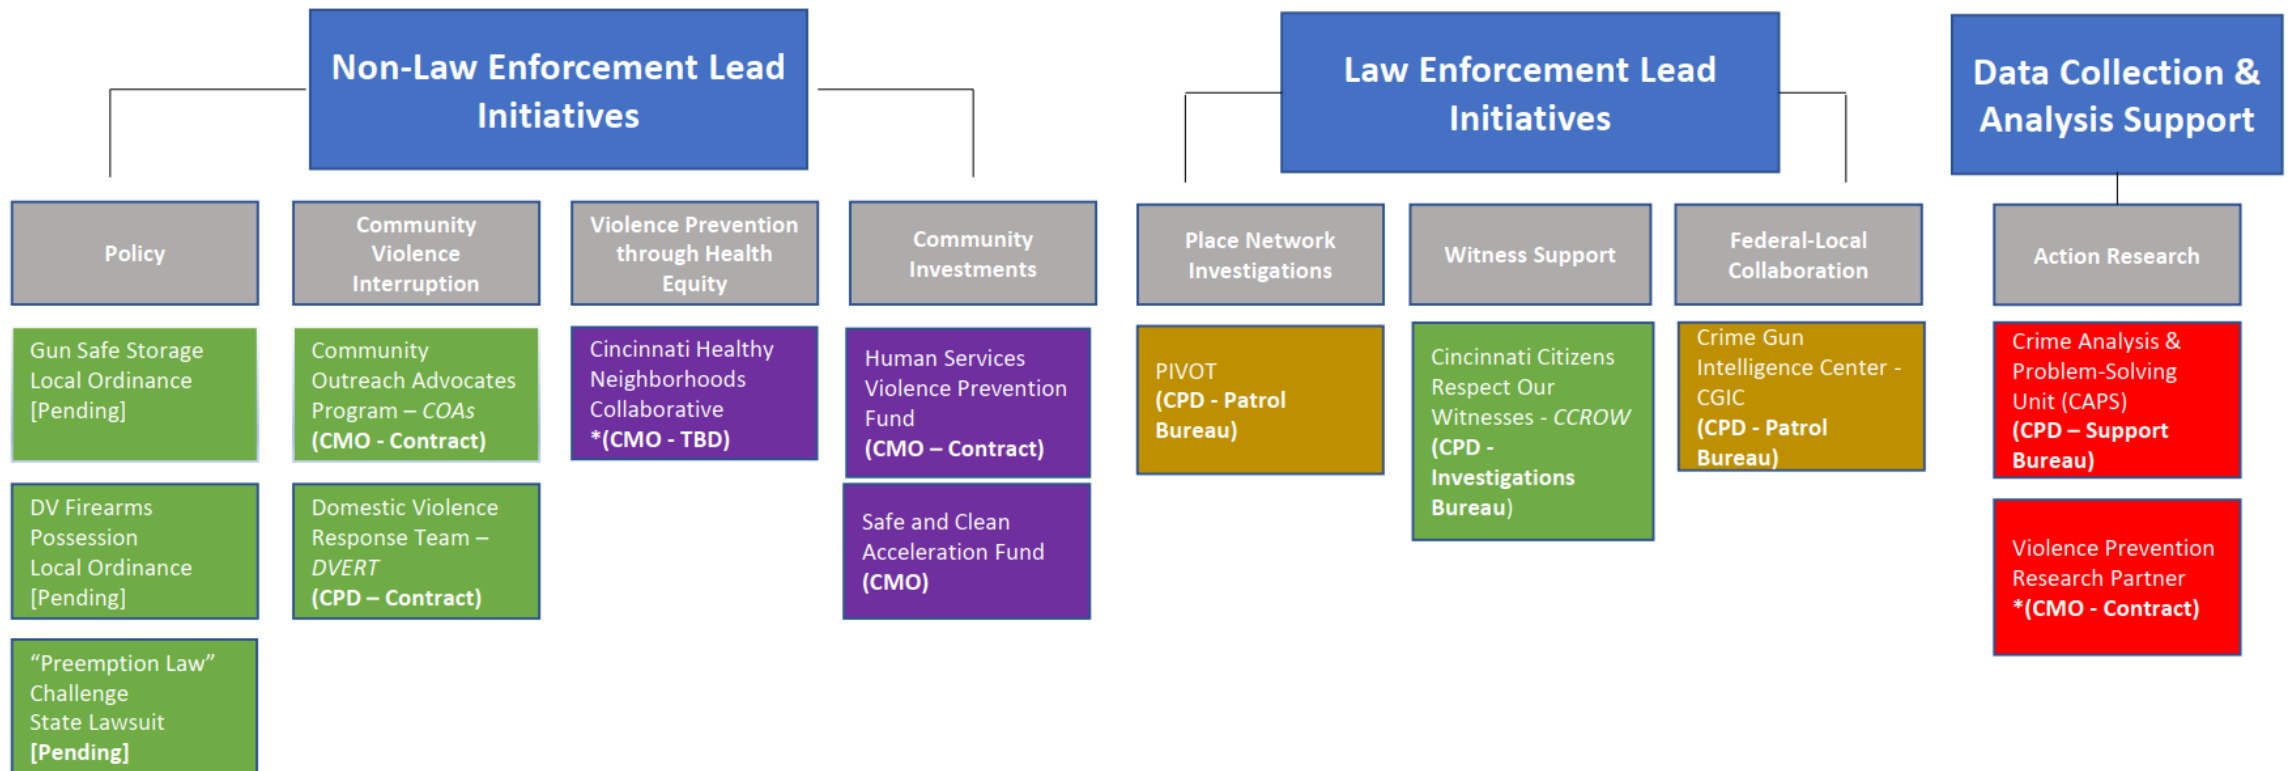 Non-Law Enforcement Lead
Initiatives
Law Enforcement Lead
Initiatives
Data Collection &
Analysis Support
Policy
Community
Violence
Interruption
Violence Prevention
through Health
Equity
Community
Investments
Place Network
Investigations
Witness Support
Federal-Local
Collaboration
Action Research
Gun Safe Storage
Local Ordinance
[Pending]
DV Firearms
Possession
Local Ordinance
[Pending]
“Preemption Law”
Challenge
State Lawsuit
[Pending]
Community
Outreach Advocates
Program – COAs
(CMO - Contract)
Domestic Violence
Response Team –
DVERT
(CPD – Contract)
Cincinnati Healthy
Neighborhoods
Collaborative
*(CMO - TBD)
Human Services
Violence Prevention
Fund
(CMO – Contract)
Safe and Clean
Acceleration Fund
(CMO)
PIVOT
(CPD - Patrol
Bureau)
Cincinnati Citizens
Respect Our
Witnesses - CCROW
(CPD -
Investigations
Bureau)
Crime Gun
Intelligence Center -
CGIC
(CPD - Patrol
Bureau)
Crime Analysis &
Problem-Solving
Unit (CAPS)
(CPD – Support
Bureau)
Violence Prevention
Research Partner
*(CMO - Contract)